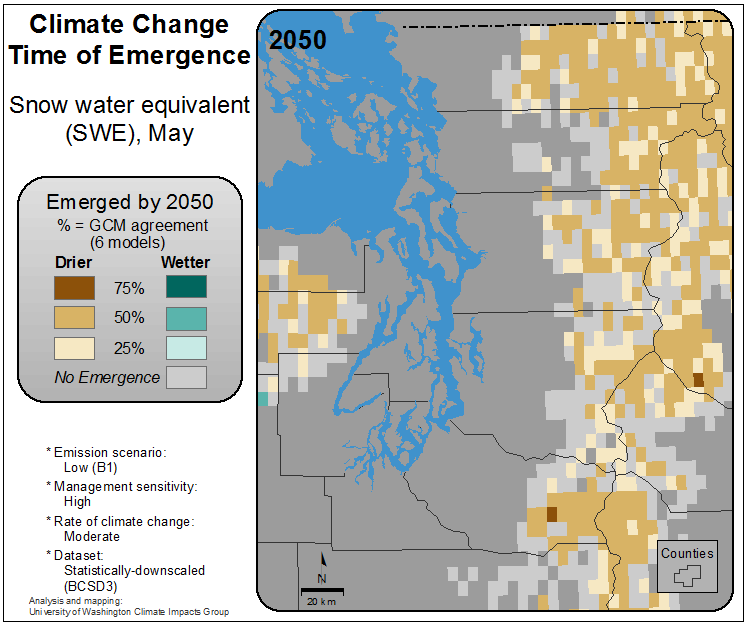 Climate Change
Time of Emergence
Snow water equivalent
(SWE), May
Emerged by 2050
% = GCM agreement
(6 models)
Drier Wetter
75%
50%
25%
No Emergence
* Emission scenario:
Low (B1)
* Management sensitivity:
High
* Rate of climate change:
Moderate
* Dataset:
Statistically-downscaled
(BCSD3)
Analysis and mapping:
University of Washington Climate Impacts Group
2050
N
20 km
Counties